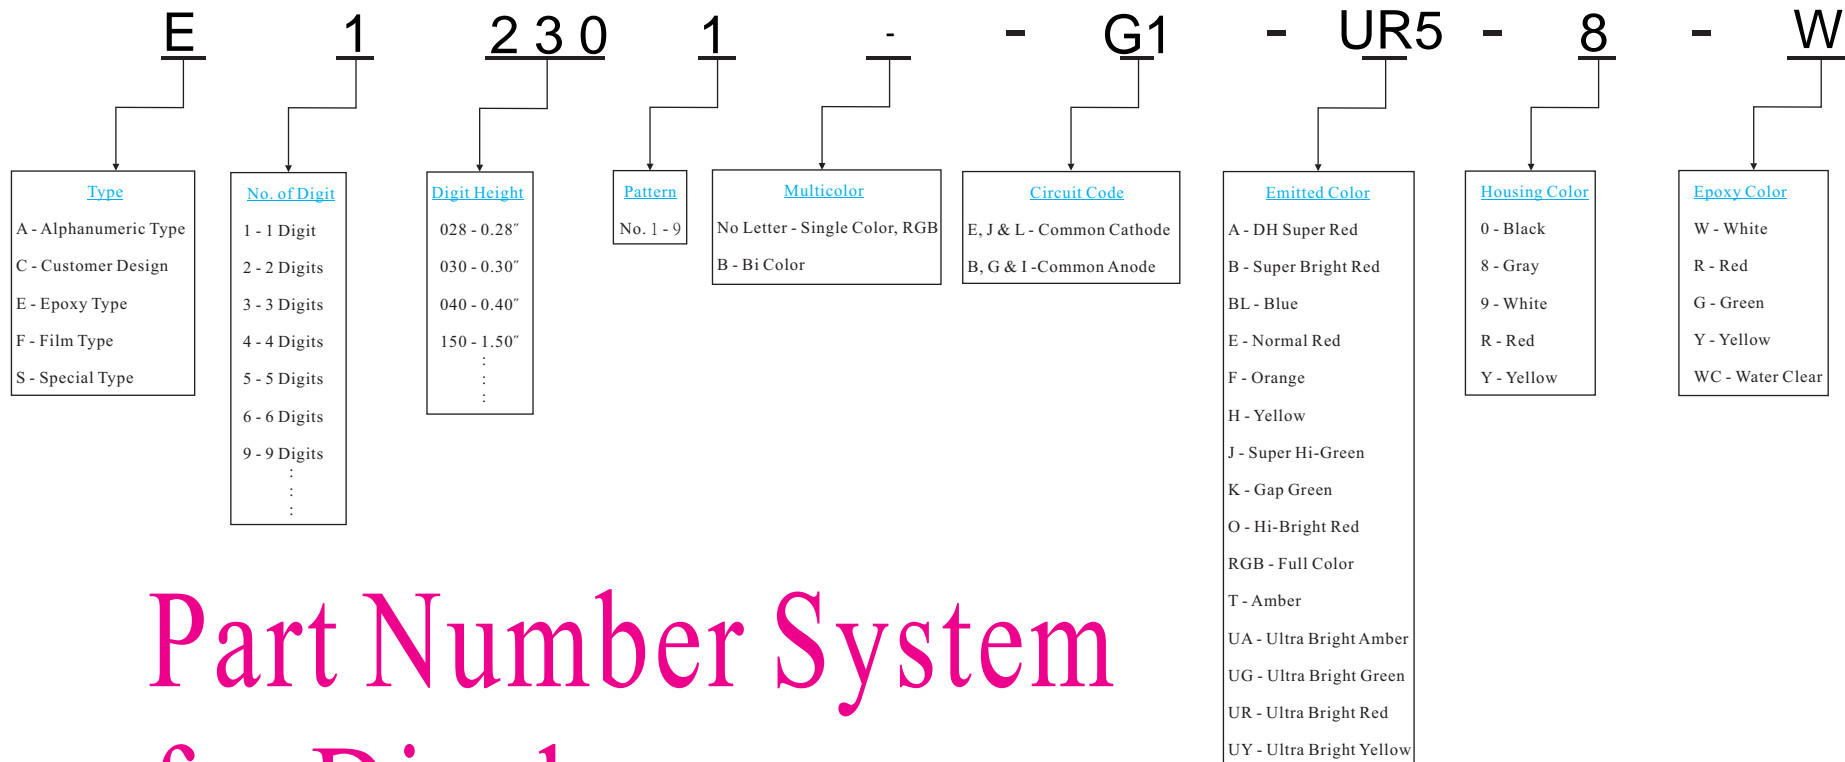 E 1 2 3 0 1 - - G1 - UR5 - 8 - W
Type
A - Alphanumeric Type
C - Customer Design
E - Epoxy Type
F - Film Type
S - Special Type
No. of Digit
1 - 1 Digit
2 - 2 Digits
3 - 3 Digits
4 - 4 Digits
5 - 5 Digits
6 - 6 Digits
9 - 9 Digits
:
:
:
Digit Height
028 - 0.28″
030 - 0.30″
040 - 0.40″
150 - 1.50″
:
:
:
Pattern
No. 1 - 9
Multicolor
No Letter - Single Color, RGB
B - Bi Color
Circuit Code
E, J & L - Common Cathode
B, G & I -Common Anode
Emitted Color
A - DH Super Red
B - Super Bright Red
BL - Blue
E - Normal Red
F - Orange
H - Yellow
J - Super Hi-Green
K - Gap Green
O - Hi-Bright Red
RGB - Full Color
T - Amber
UA - Ultra Bright Amber
UG - Ultra Bright Green
UR - Ultra Bright Red
UY - Ultra Bright Yellow
Housing Color
0 - Black
8 - Gray
9 - White
R - Red
Y - Yellow
Epoxy Color
W - White
R - Red
G - Green
Y - Yellow
WC - Water Clear
Part Number System